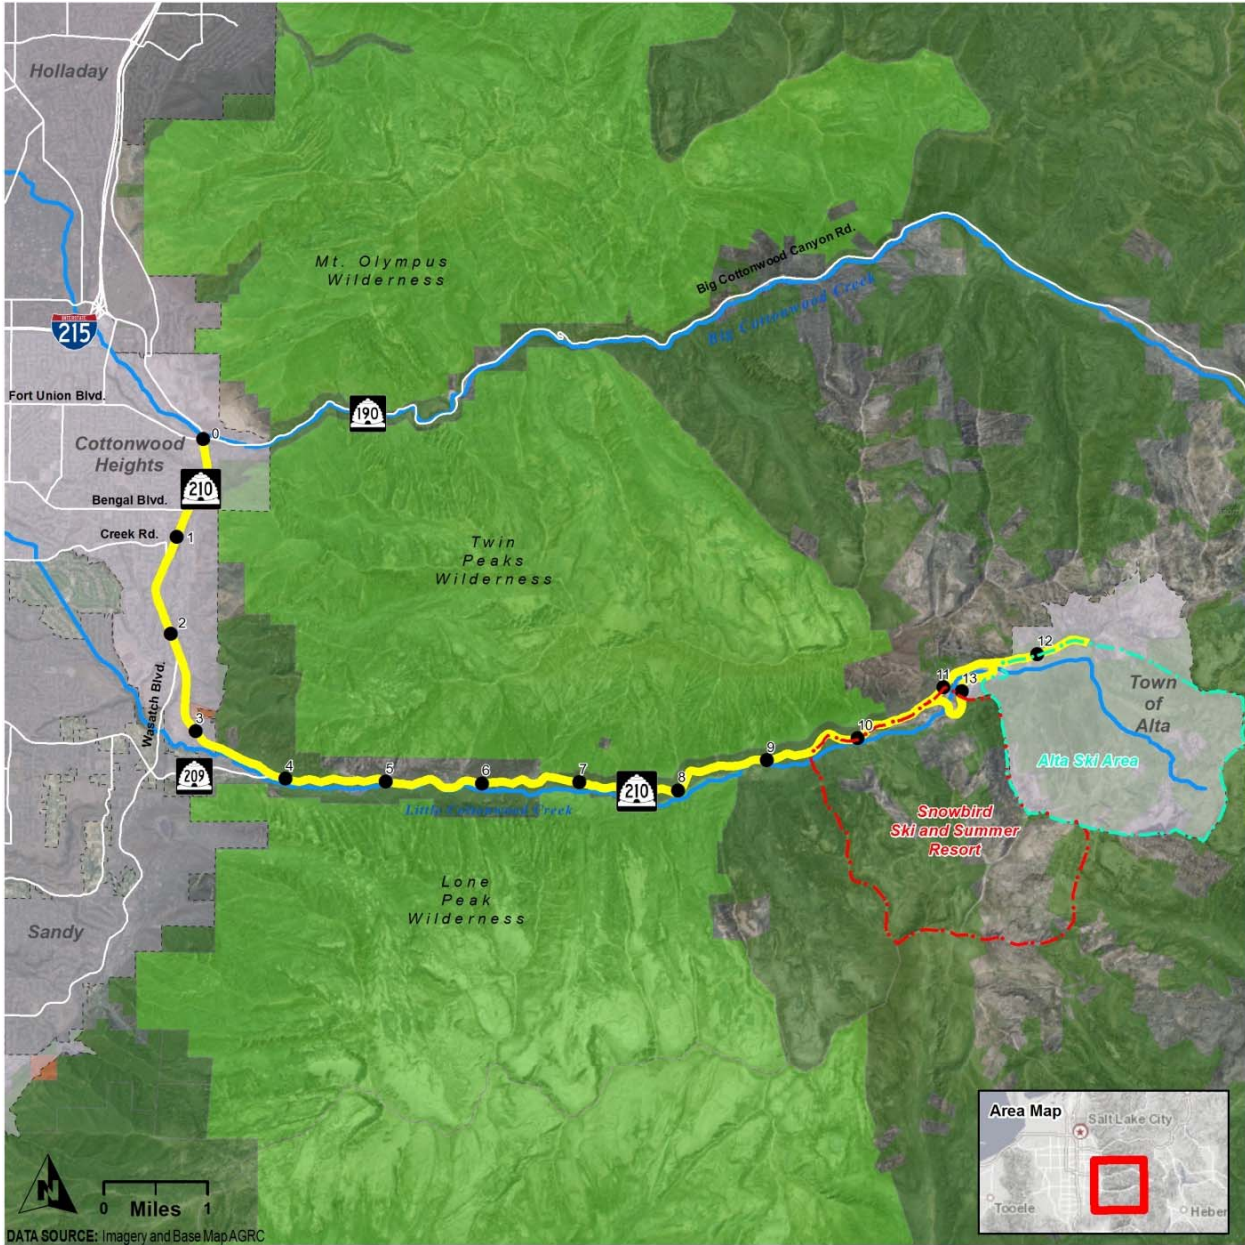 Holladay
Mt. Olympus
Wilderness
Big Cottonwood Canyon Rd.
Big Cottonwood Creek
INTERSTATE
215
Fort Union Blvd.
190
0
Cottonwood
Heights
210
Bengal Blvd.
Creek Rd.
1
Twin
Peaks
Wilderness
2
12
Wasatch Blvd.
11
13
Town
of
Alta
3
10
9
Alta Ski Area
209
4
5
6
7
210
8
Little Cottonwood Creek
Snowbird
Ski and Summer
Resort
Lone
Peak
Wilderness
Sandy
Area Map
Salt Lake City
Tooele
Heber
N
0 Miles 1
DATA SOURCE: Imagery and Base Map AGRC